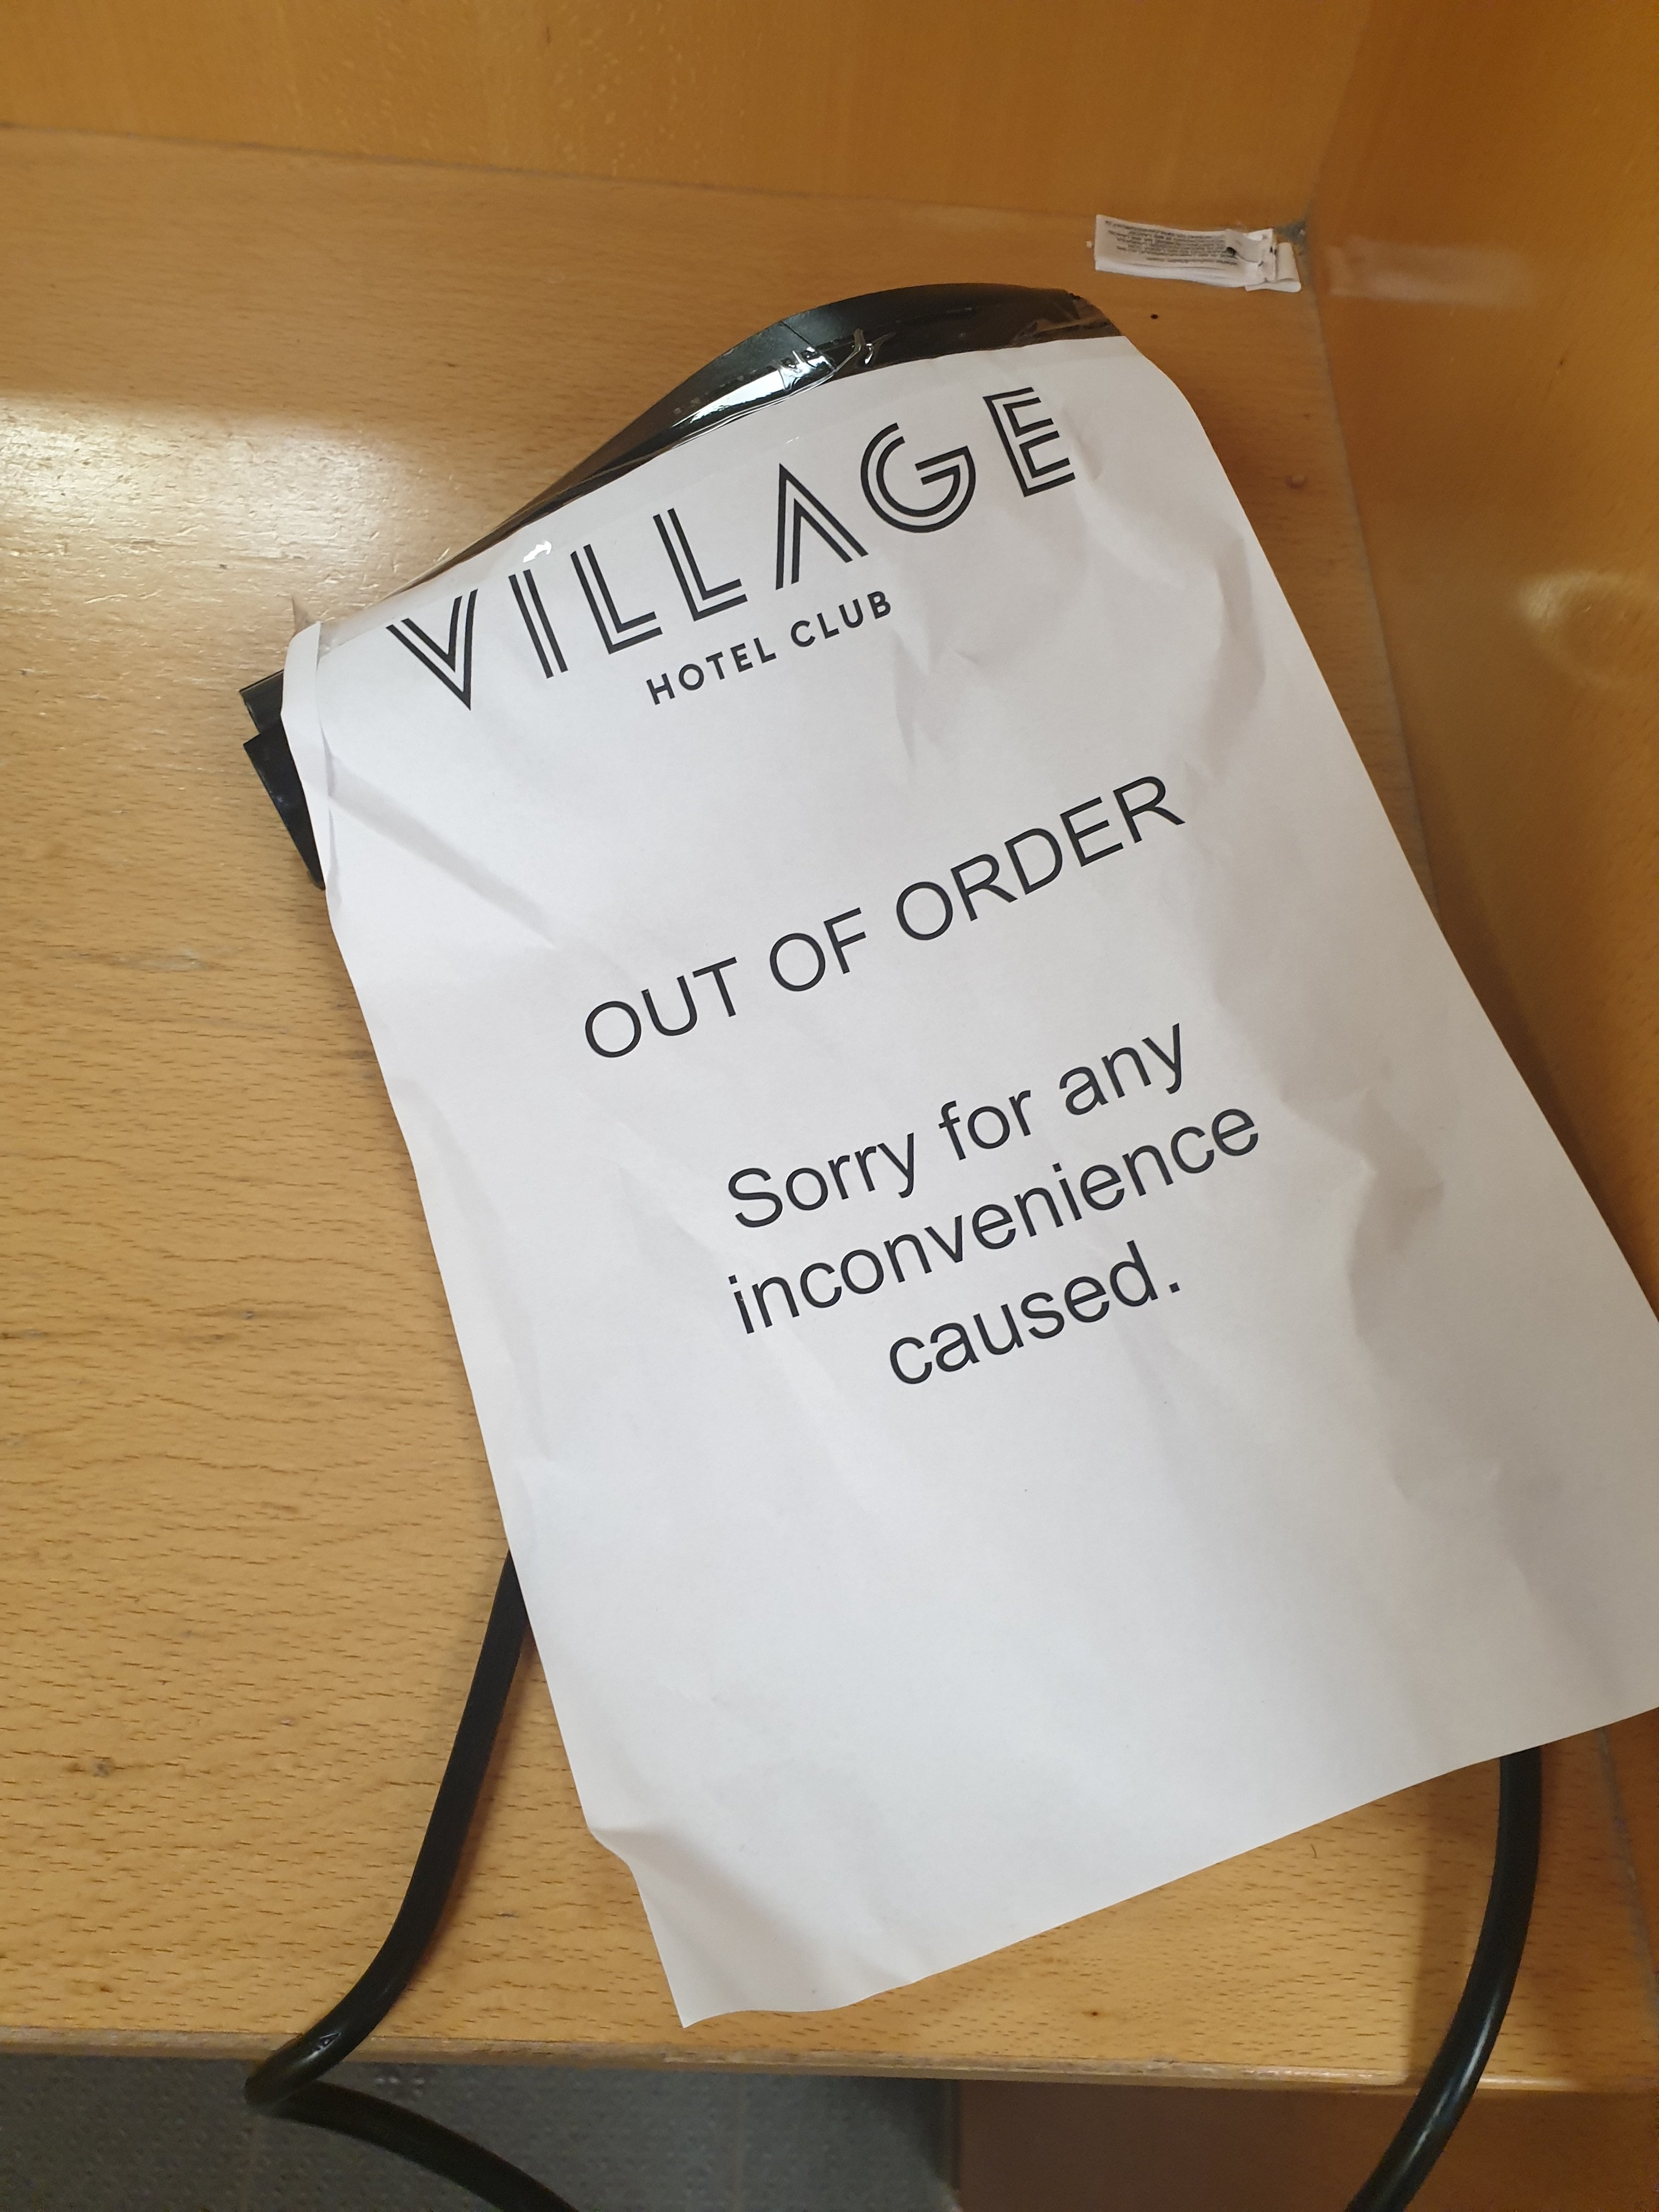 VILLAGE
HOTEL CLUB
OUT OF ORDER
Sorry for any
inconvenience
caused.